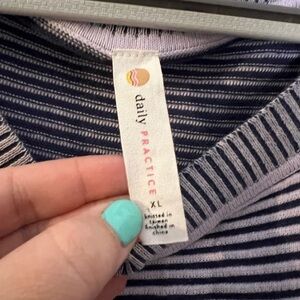 daily PRACTICE
XL
knitted in
taiwan
finished in
china